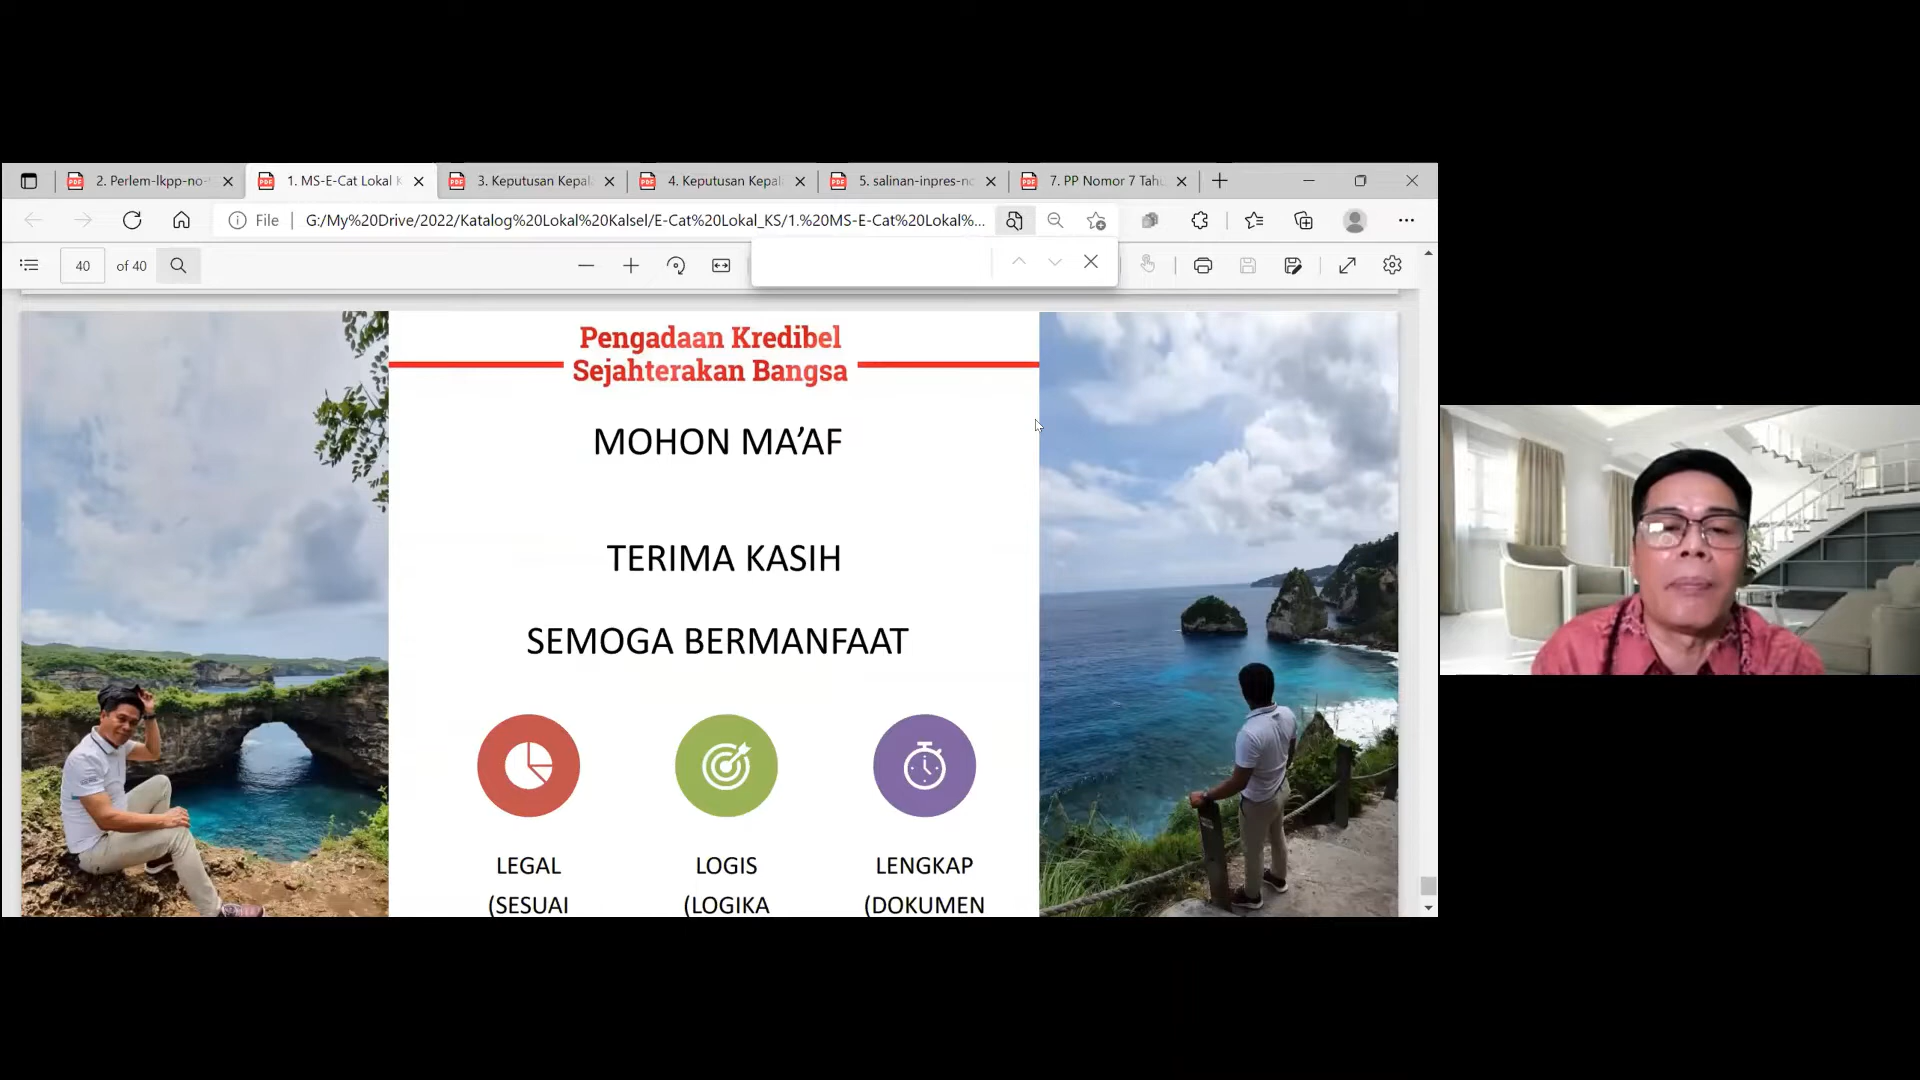 2. Perlem-lkpp-no-
1. MS-E-Cat Lokal K
3. Keputusan Kepal
4. Keputusan Kepal
5. salinan-inpres-no
7. PP Nomor 7 Tahu
File
G:/My%20Drive/2022/Katalog%20Lokal%20Kalsel/E-Cat%20Lokal_KS/1.%20MS-E-Cat%20Lokal%...
40 of 40
Pengadaan Kredibel
Sejahterakan Bangsa
MOHON MA’AF
TERIMA KASIH
SEMOGA BERMANFAAT
LEGAL
(SESUAI
LOGIS
(LOGIKA
LENGKAP
(DOKUMEN